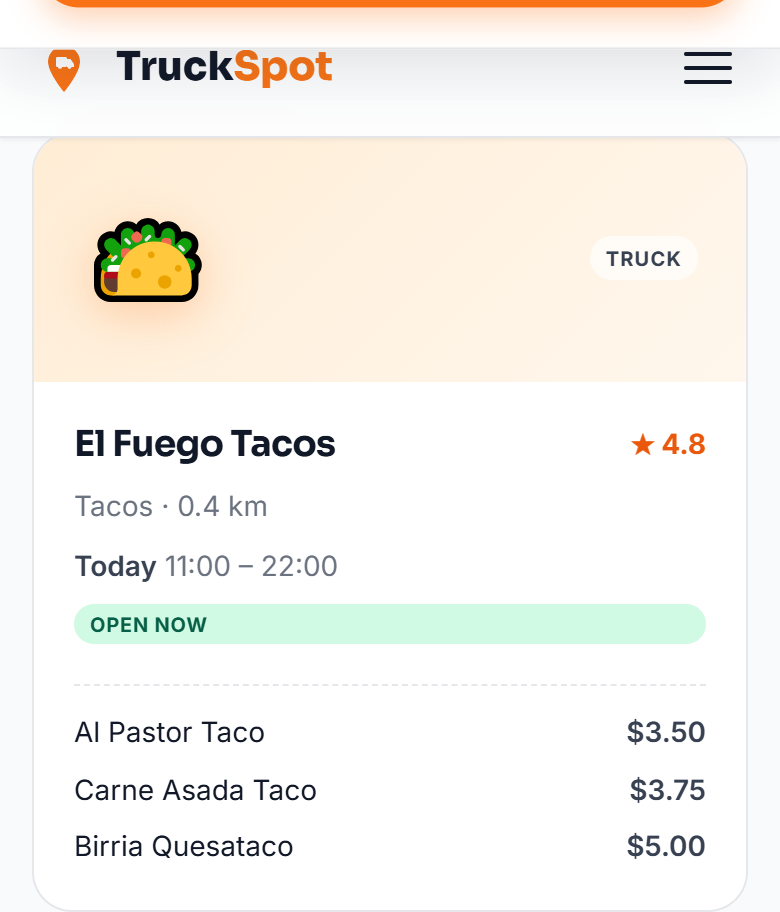 TruckSpot
TRUCK
El Fuego Tacos
★ 4.8
Tacos · 0.4 km
Today 11:00 – 22:00
OPEN NOW
Al Pastor Taco $3.50
Carne Asada Taco $3.75
Birria Quesataco $5.00